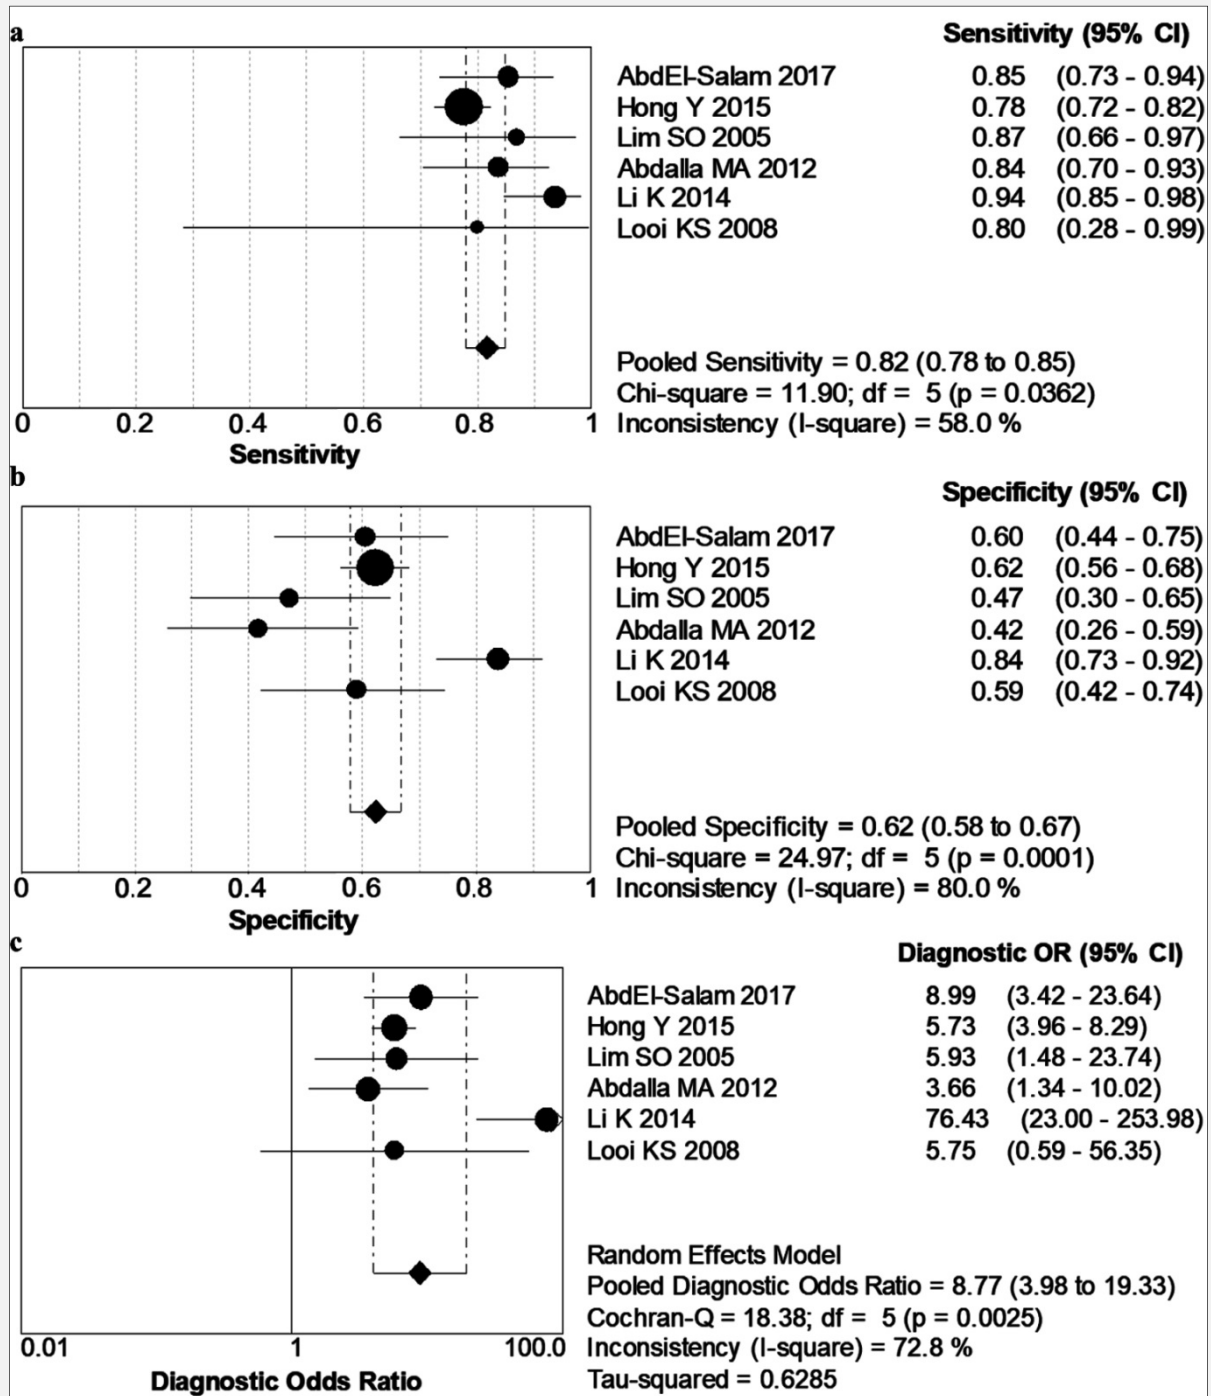 a
Sensitivity (95% CI)
AbdEl-Salam 2017 0.85 (0.73 - 0.94)
Hong Y 2015 0.78 (0.72 - 0.82)
Lim SO 2005 0.87 (0.66 - 0.97)
Abdalla MA 2012 0.84 (0.70 - 0.93)
Li K 2014 0.94 (0.85 - 0.98)
Looi KS 2008 0.80 (0.28 - 0.99)
Pooled Sensitivity = 0.82 (0.78 to 0.85)
Chi-square = 11.90; df = 5 (p = 0.0362)
Inconsistency (I-square) = 58.0 %
0 0.2 0.4 0.6 0.8 1
Sensitivity
b
Specificity (95% CI)
AbdEl-Salam 2017 0.60 (0.44 - 0.75)
Hong Y 2015 0.62 (0.56 - 0.68)
Lim SO 2005 0.47 (0.30 - 0.65)
Abdalla MA 2012 0.42 (0.26 - 0.59)
Li K 2014 0.84 (0.73 - 0.92)
Looi KS 2008 0.59 (0.42 - 0.74)
Pooled Specificity = 0.62 (0.58 to 0.67)
Chi-square = 24.97; df = 5 (p = 0.0001)
Inconsistency (I-square) = 80.0 %
0 0.2 0.4 0.6 0.8 1
Specificity
c
Diagnostic OR (95% CI)
AbdEl-Salam 2017 8.99 (3.42 - 23.64)
Hong Y 2015 5.73 (3.96 - 8.29)
Lim SO 2005 5.93 (1.48 - 23.74)
Abdalla MA 2012 3.66 (1.34 - 10.02)
Li K 2014 76.43 (23.00 - 253.98)
Looi KS 2008 5.75 (0.59 - 56.35)
Random Effects Model
Pooled Diagnostic Odds Ratio = 8.77 (3.98 to 19.33)
Cochran-Q = 18.38; df = 5 (p = 0.0025)
Inconsistency (I-square) = 72.8 %
Tau-squared = 0.6285
0.01 1 100.0
Diagnostic Odds Ratio